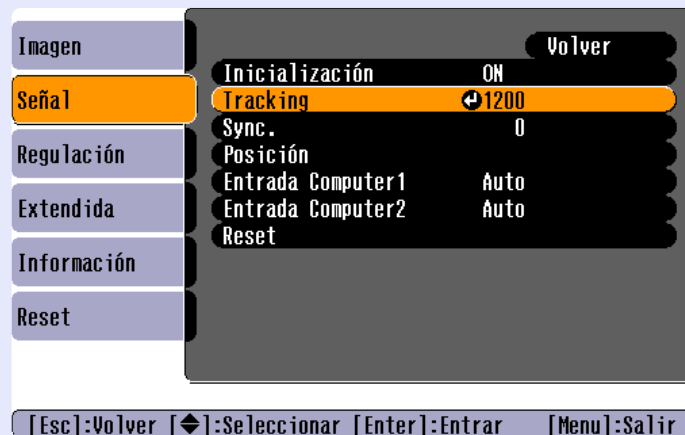 Imagen
Señal
Regulación
Extendida
Información
Reset
Volver
Inicialización ON
Tracking 1200
Sync. 0
Posición
Entrada Computer1 Auto
Entrada Computer2 Auto
Reset
[Esc]:Volver [◆]:Seleccionar [Enter]:Entrar [Menu]:Salir